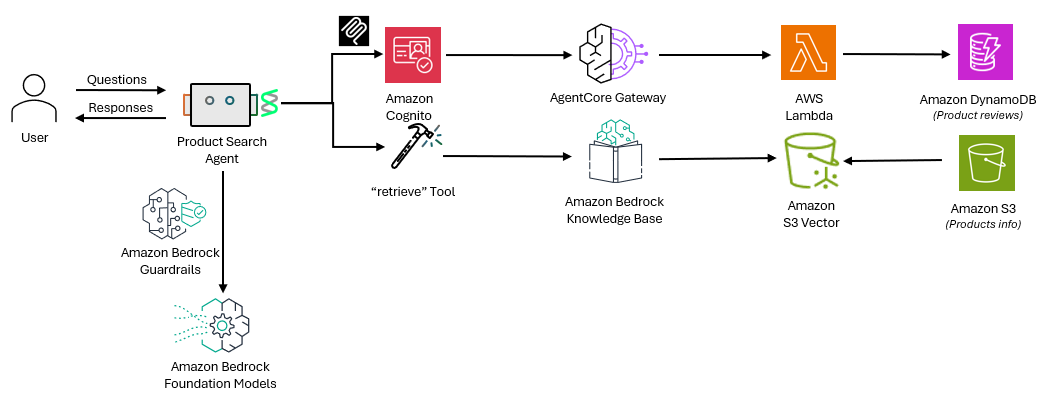 Questions
Responses
User
Product Search
Agent
Amazon
Cognito
AgentCore Gateway
AWS
Lambda
Amazon DynamoDB
(Product reviews)
“retrieve” Tool
Amazon Bedrock
Knowledge Base
Amazon
S3 Vector
Amazon S3
(Products info)
Amazon Bedrock
Guardrails
Amazon Bedrock
Foundation Models